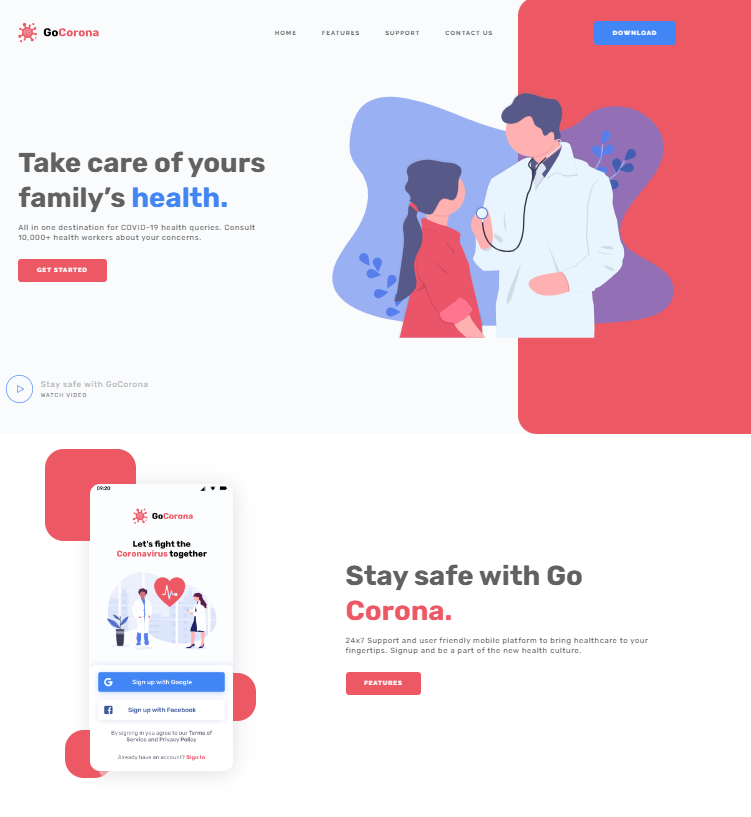 GoCorona
HOME FEATURES SUPPORT CONTACT US
DOWNLOAD
Take care of yours
family’s health.
All in one destination for COVID-19 health queries. Consult
10,000+ health workers about your concerns.
GET STARTED
Stay safe with GoCorona
WATCH VIDEO
09:20
GoCorona
Let's fight the
Coronavirus together
Sign up with Google
Sign up with Facebook
By signing in you agree to our Terms of
Service and Privacy Policy
Already have an account? Sign In
Stay safe with Go
Corona.
24x7 Support and user friendly mobile platform to bring healthcare to your
fingertips. Signup and be a part of the new health culture.
FEATURES